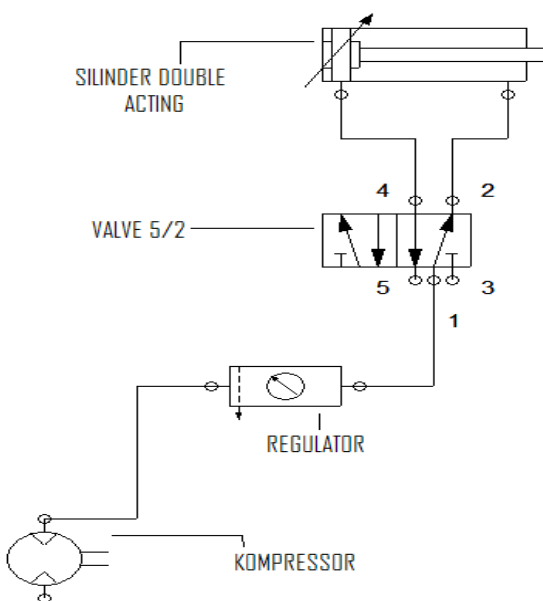 SILINDER DOUBLE
ACTING
4 2
VALVE 5/2
5 3
1
REGULATOR
KOMPRESSOR